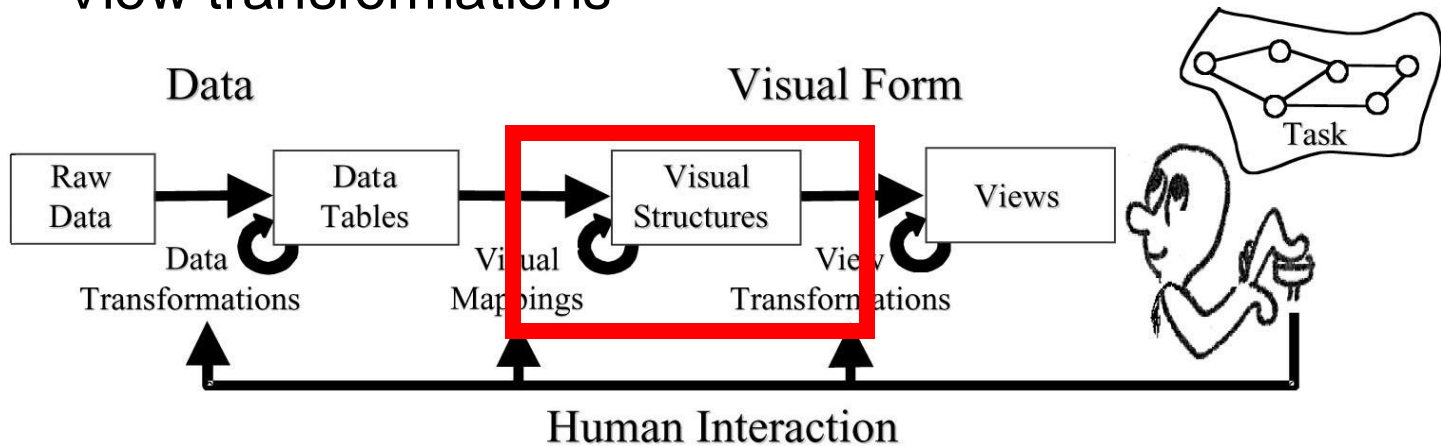 View transformations
Data
Visual Form
Task
Raw
Data
Data
Tables
Visual
Structures
Views
Data
Transformations
Visual
Mappings
View
Transformations
Human Interaction